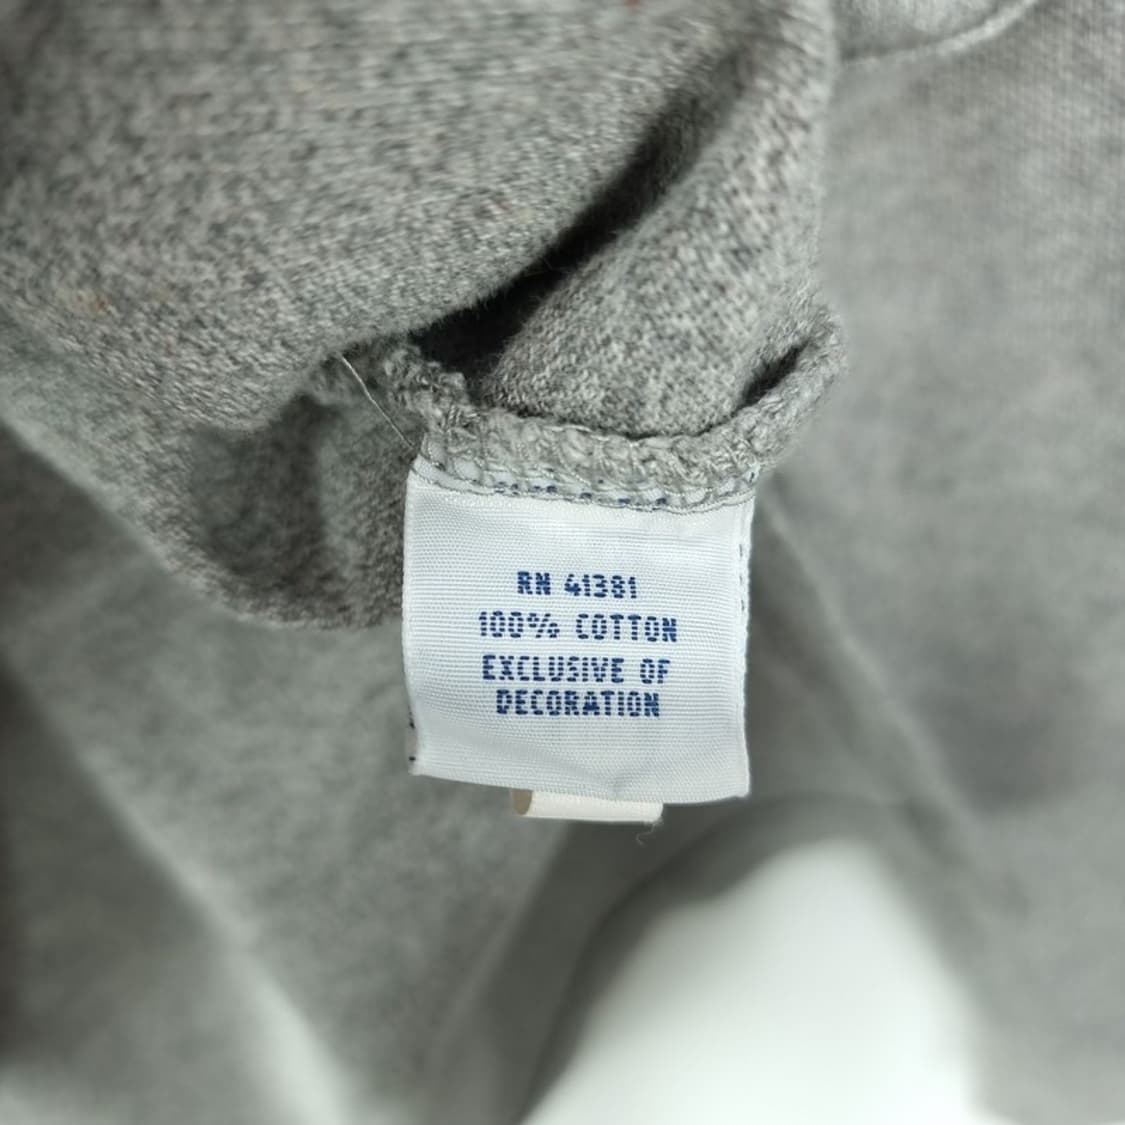 RN 41381
100% COTTON
EXCLUSIVE OF
DECORATION